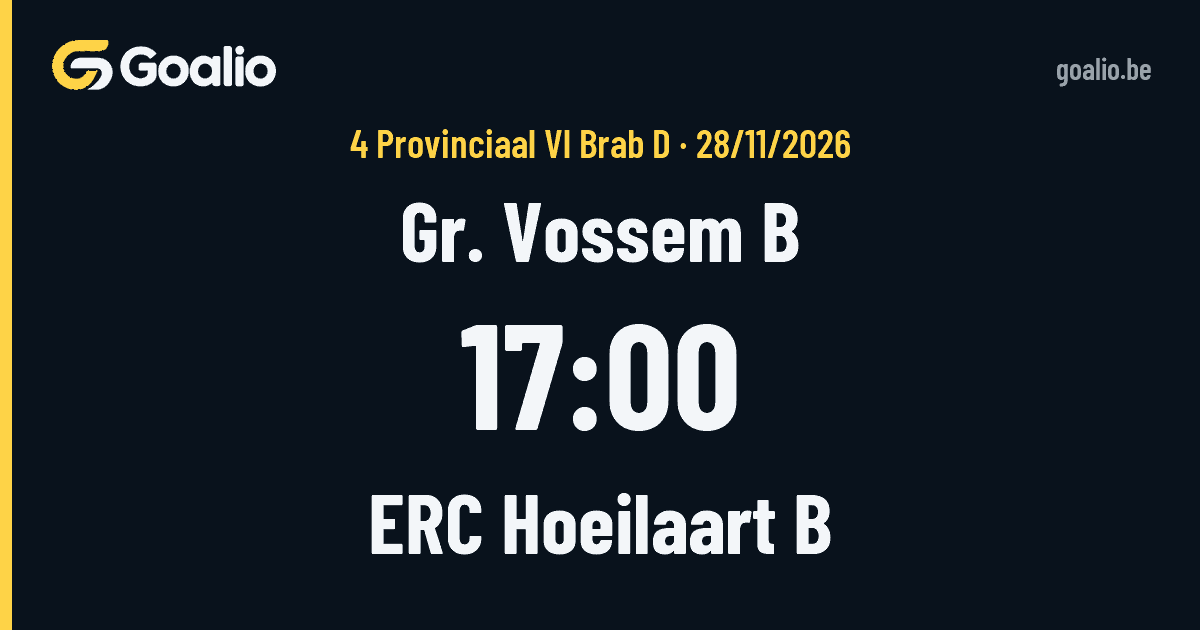 Goalio
goalio.be
4 Provinciaal Vl Brab D · 28/11/2026
Gr. Vossem B
17:00
ERC Hoeilaart B